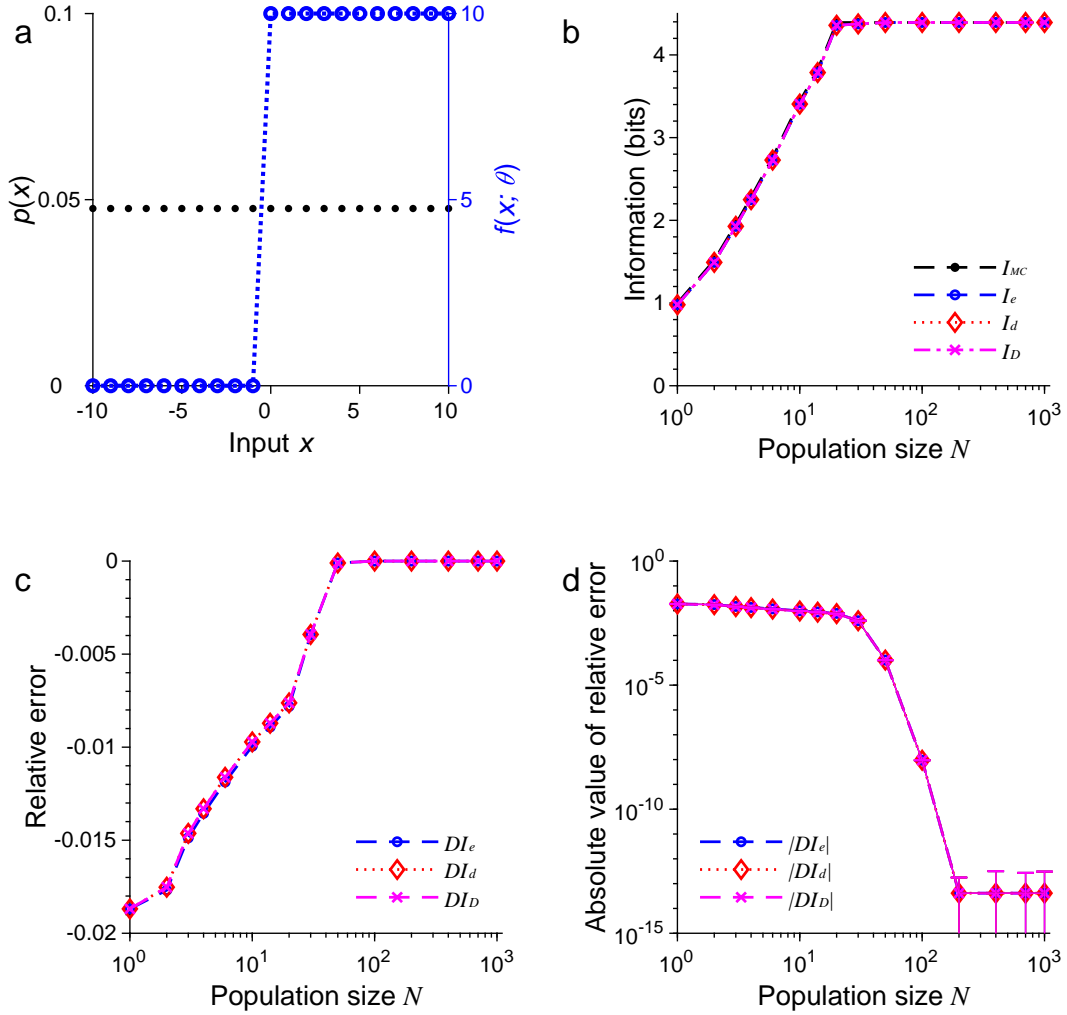 a
0.1
0.05
0
10
5
0
p(x)
f(x; θ)
-10
-5
0
5
10
Input x
b
4
3
2
1
0
Information (bits)
I_MC
I_e
I_d
I_D
10^0
10^1
10^2
10^3
Population size N
c
0
-0.005
-0.01
-0.015
-0.02
Relative error
DI_e
DI_d
DI_D
10^0
10^1
10^2
10^3
Population size N
d
10^0
10^-5
10^-10
10^-15
Absolute value of relative error
|DI_e|
|DI_d|
|DI_D|
10^0
10^1
10^2
10^3
Population size N